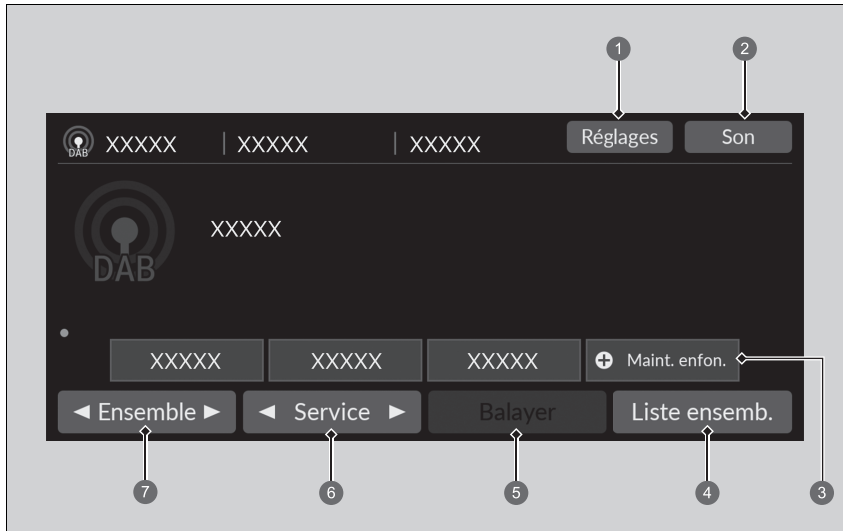 1 2
DAB XXXXX | XXXXX | XXXXX Réglages Son
DAB XXXXX
XXXXX XXXXX XXXXX Maint. enfon.
◄ Ensemble ► ◄ Service ► Balayer Liste ensemb.
7 6 5 4 3